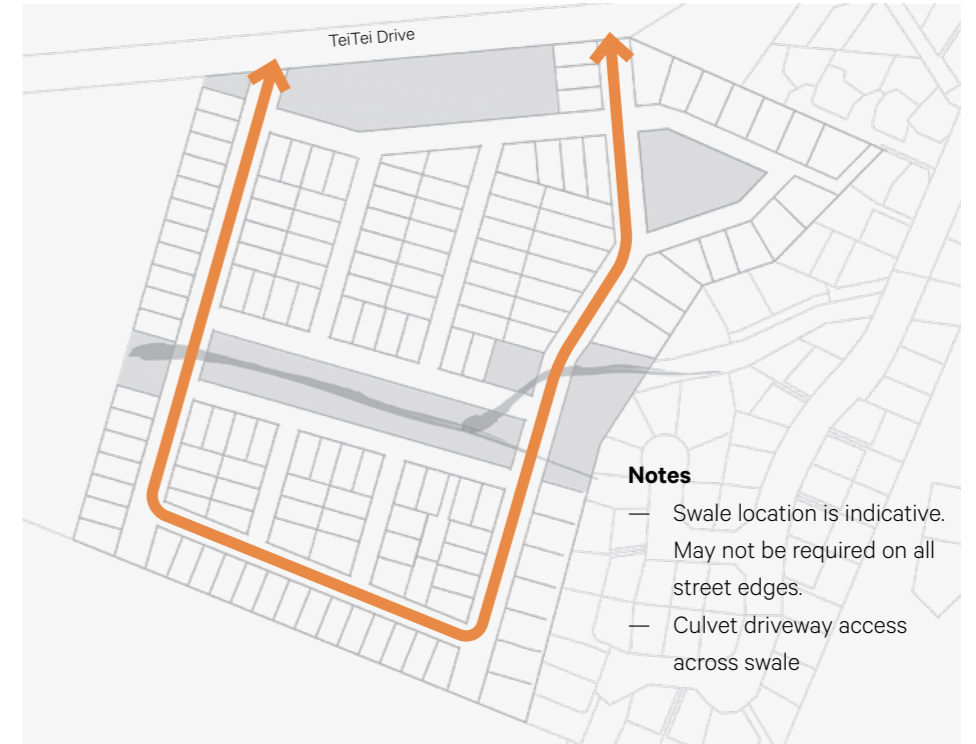 TeiTei Drive
Notes
— Swale location is indicative.
May not be required on all
street edges.
— Culvet driveway access
across swale